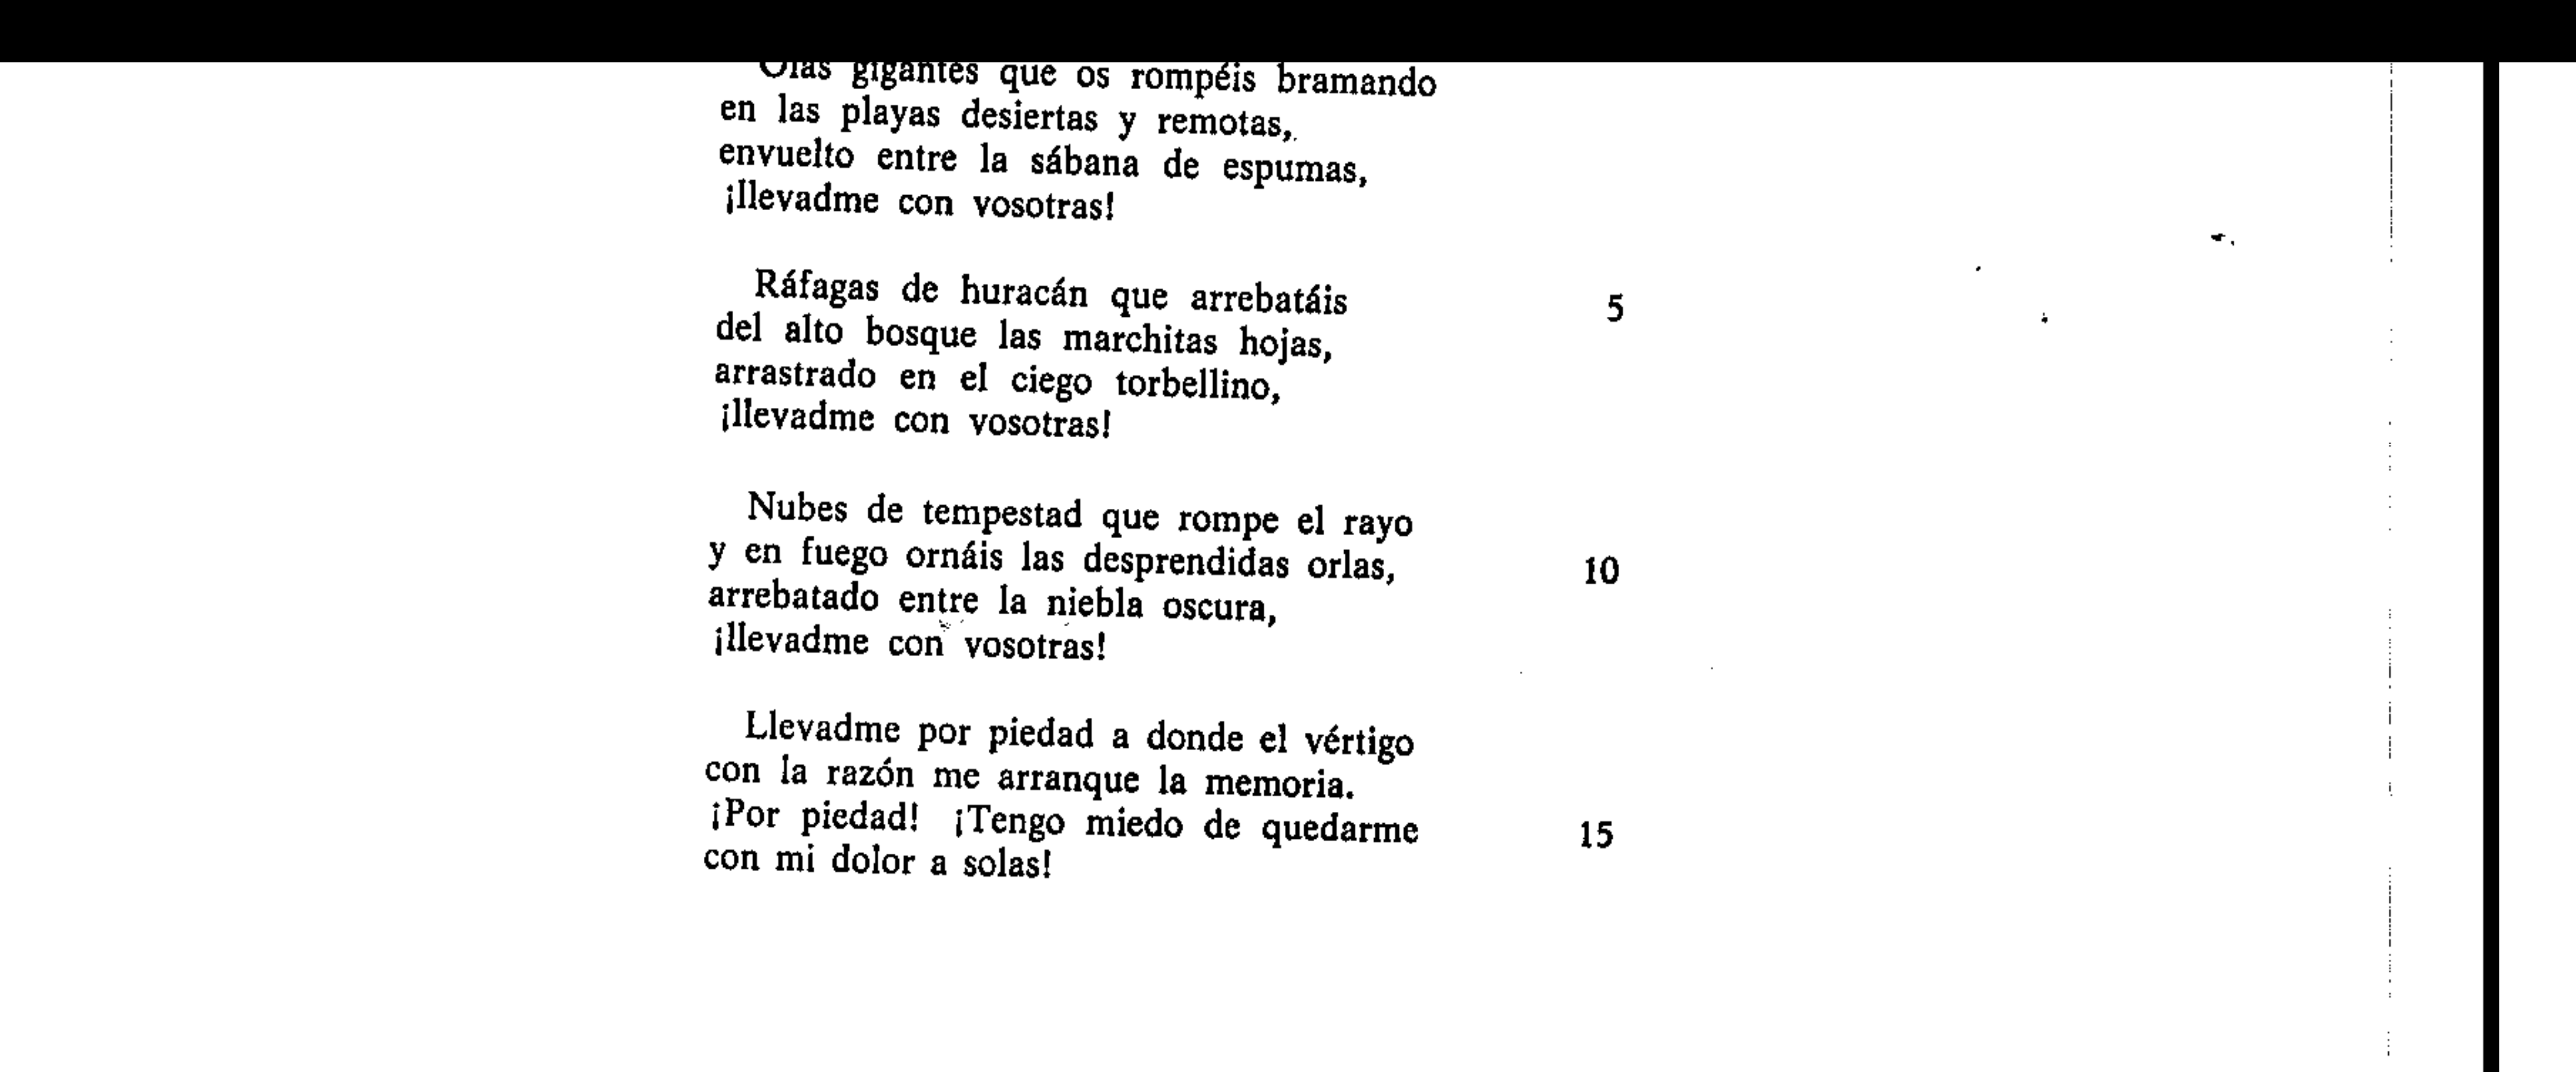 Olas gigantes que os rompéis bramando
en las playas desiertas y remotas,
envuelto entre la sábana de espumas,
¡llevadme con vosotras!
Ráfagas de huracán que arrebatáis 5
del alto bosque las marchitas hojas,
arrastrado en el ciego torbellino,
¡llevadme con vosotras!
Nubes de tempestad que rompe el rayo
y en fuego ornáis las desprendidas orlas, 10
arrebatado entre la niebla oscura,
¡llevadme con vosotras!
Llevadme por piedad a donde el vértigo
con la razón me arranque la memoria.
¡Por piedad! ¡Tengo miedo de quedarme 15
con mi dolor a solas!